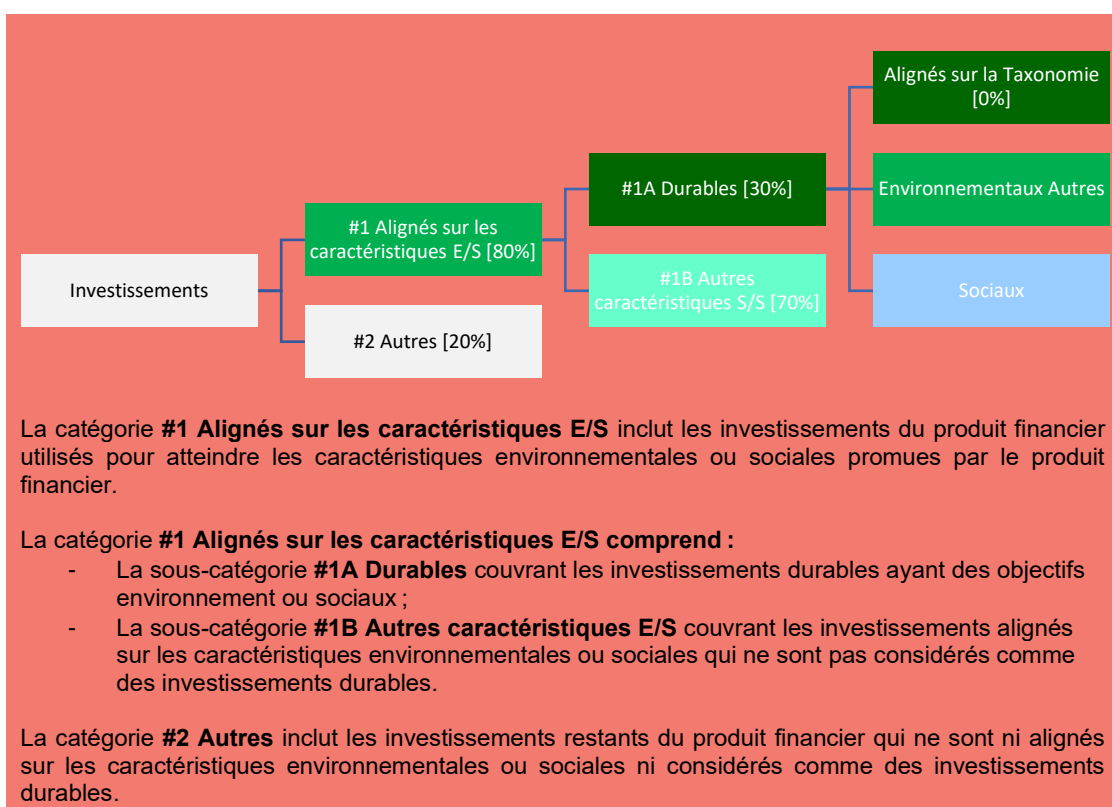 Alignés sur la Taxonomie
[0%]
#1A Durables [30%]
Environnementaux Autres
#1 Alignés sur les
caractéristiques E/S [80%]
Investissements
#1B Autres
caractéristiques S/S [70%]
Sociaux
#2 Autres [20%]
La catégorie #1 Alignés sur les caractéristiques E/S inclut les investissements du produit financier
utilisés pour atteindre les caractéristiques environnementales ou sociales promues par le produit
financier.
La catégorie #1 Alignés sur les caractéristiques E/S comprend :
- La sous-catégorie #1A Durables couvrant les investissements durables ayant des objectifs
environnement ou sociaux ;
- La sous-catégorie #1B Autres caractéristiques E/S couvrant les investissements alignés
sur les caractéristiques environnementales ou sociales qui ne sont pas considérés comme
des investissements durables.
La catégorie #2 Autres inclut les investissements restants du produit financier qui ne sont ni alignés
sur les caractéristiques environnementales ou sociales ni considérés comme des investissements
durables.